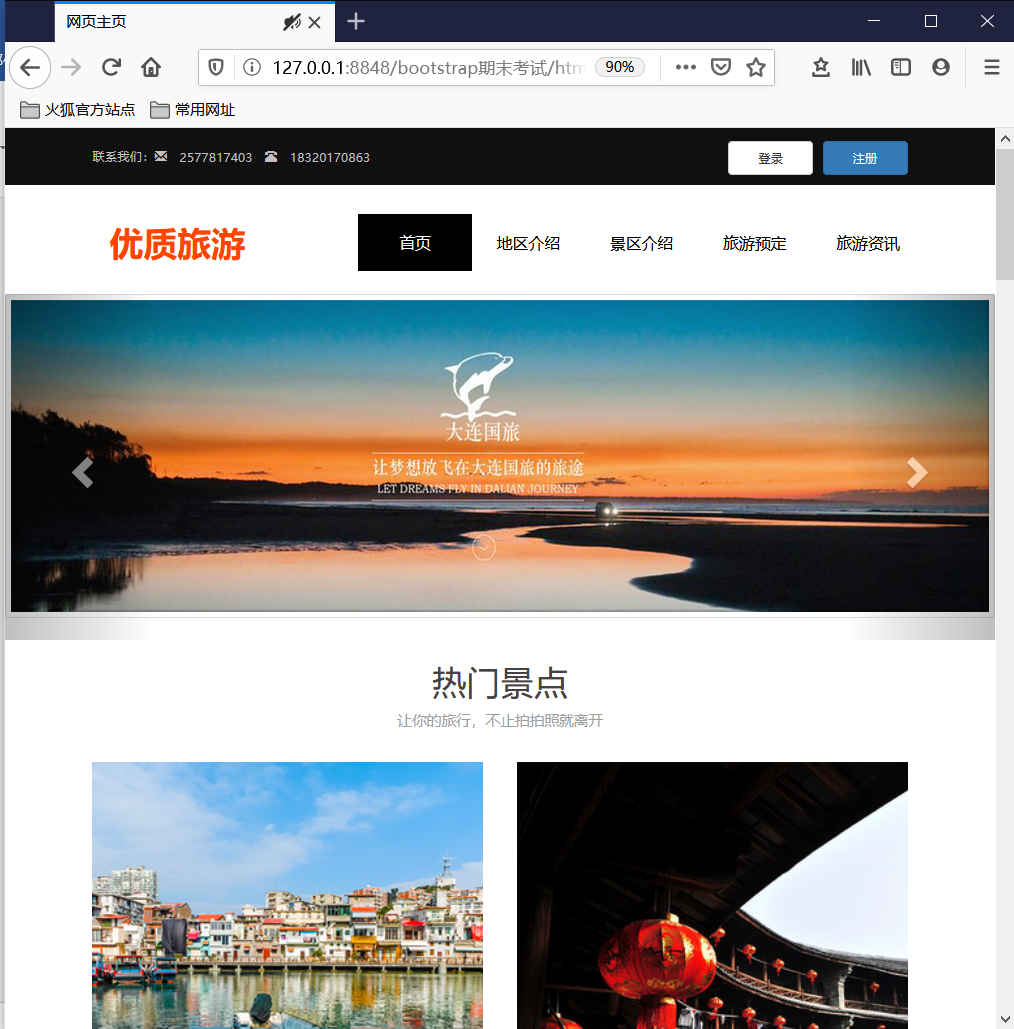 网页主页
127.0.0.1:8848/bootstrap期末考试/htm
90%
火狐官方站点 常用网址
联系我们： 2577817403 18320170863
登录 注册
优质旅游
首页 地区介绍 景区介绍 旅游预定 旅游资讯
大连国旅
让梦想放飞在大连国旅的旅途
LET DREAMS FLY IN DALIAN JOURNEY
热门景点
让你的旅行，不止拍拍照就离开